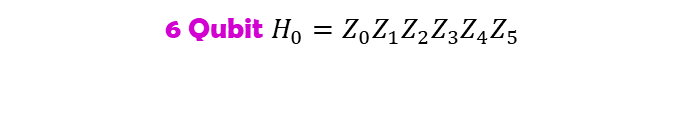 6 Qubit H₀ = Z₀Z₁Z₂Z₃Z₄Z₅